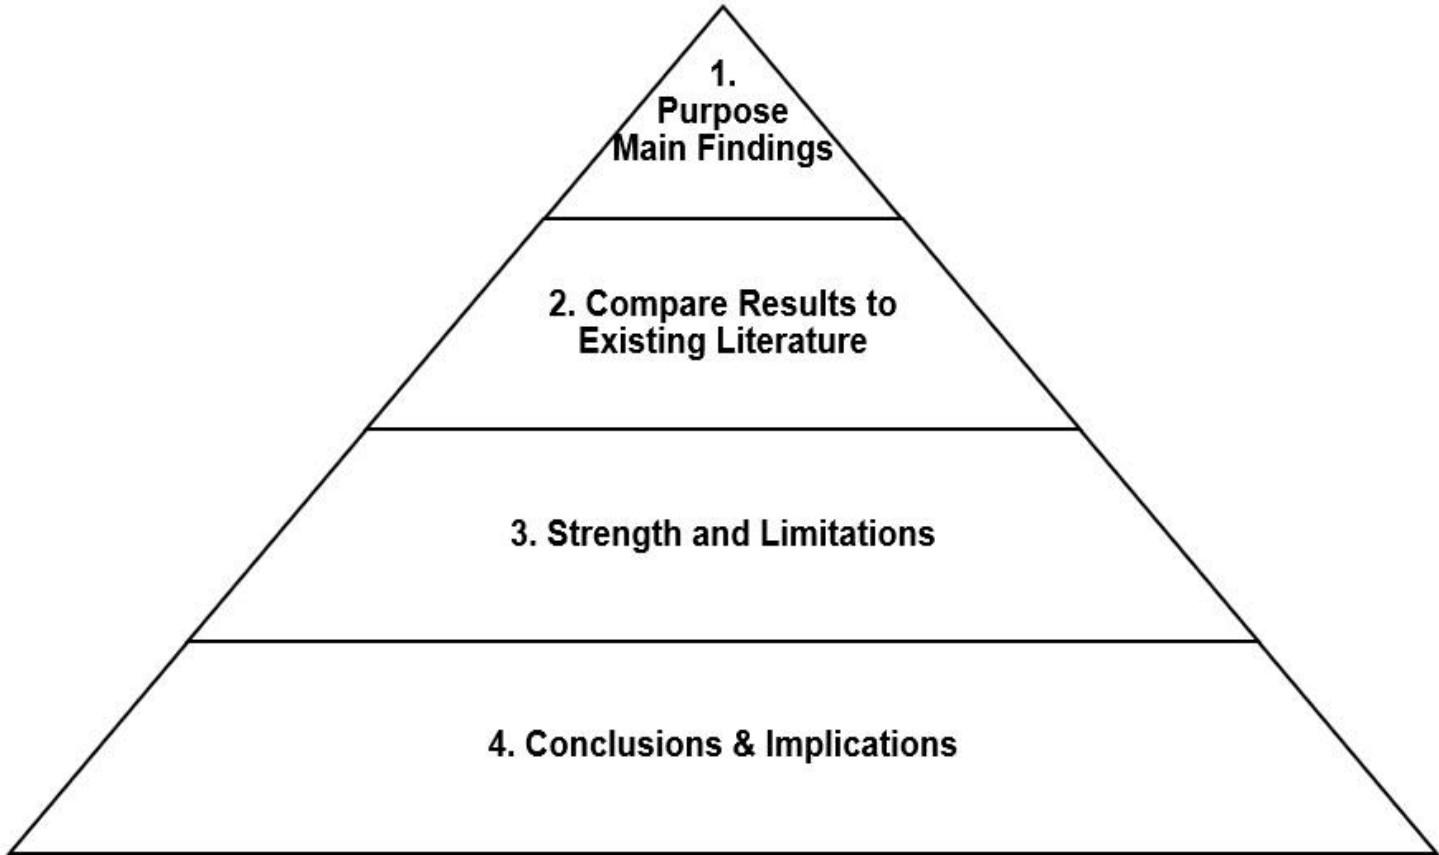 1.
Purpose
Main Findings
2. Compare Results to
Existing Literature
3. Strength and Limitations
4. Conclusions & Implications